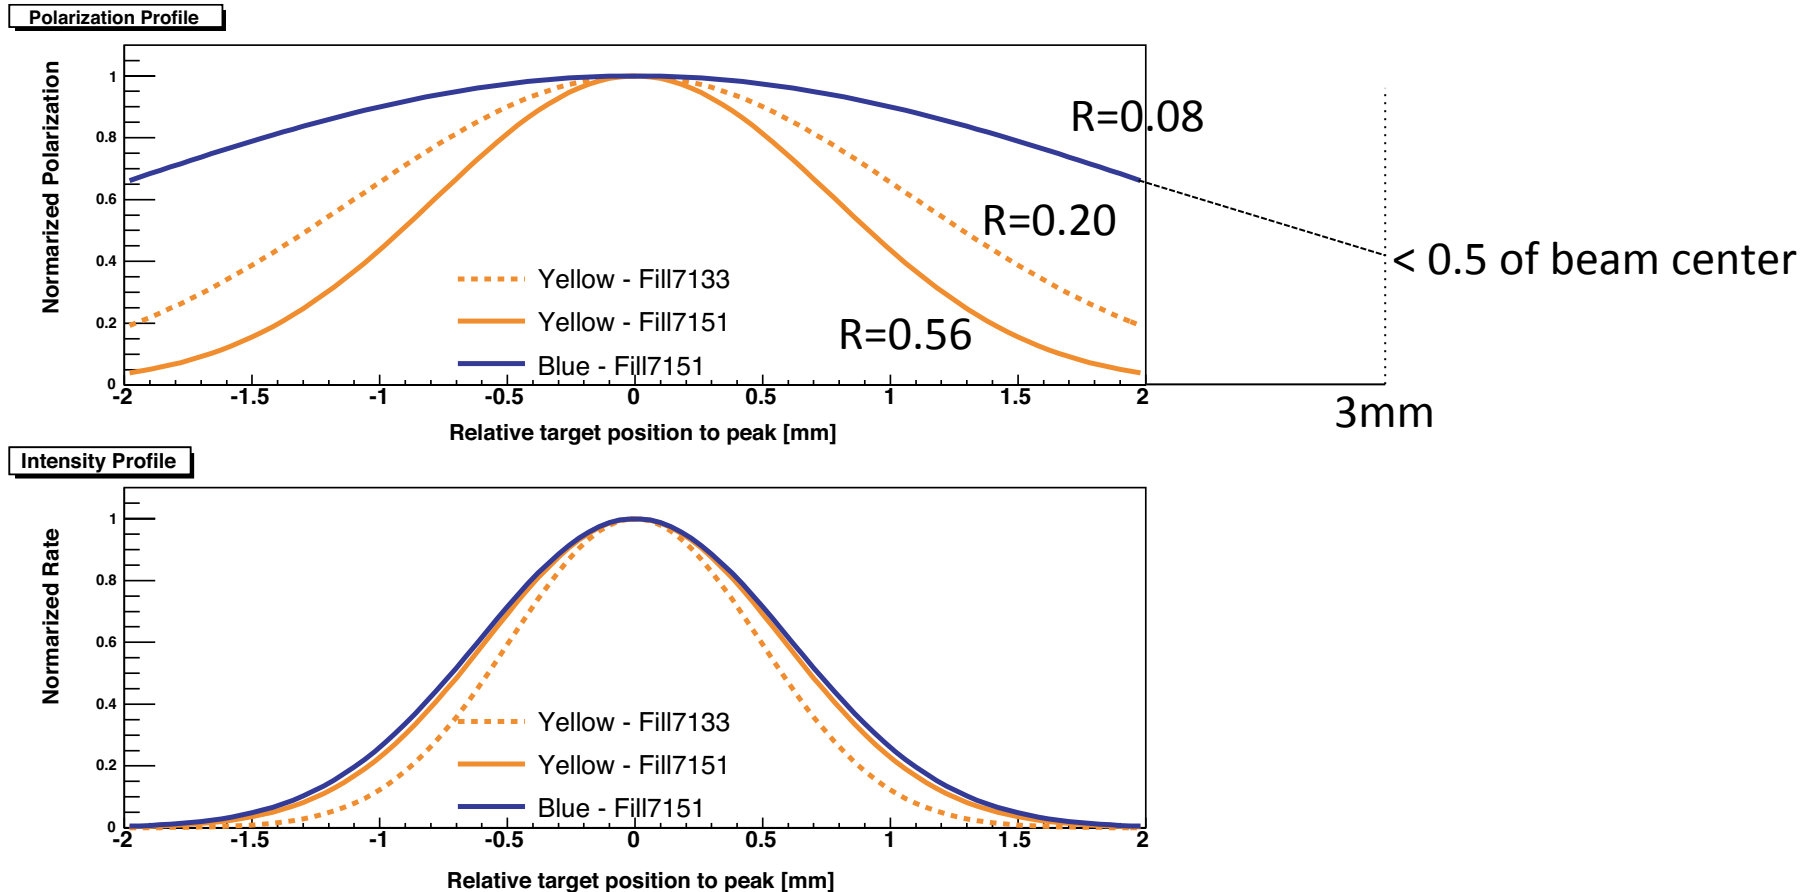 Polarization Profile
Normarized Polarization
1
0.8
0.6
0.4
0.2
0
R=0.08
R=0.20
R=0.56
< 0.5 of beam center
Yellow - Fill7133
Yellow - Fill7151
Blue - Fill7151
-2 -1.5 -1 -0.5 0 0.5 1 1.5 2
3mm
Relative target position to peak [mm]
Intensity Profile
Normarized Rate
1
0.8
0.6
0.4
0.2
0
Yellow - Fill7133
Yellow - Fill7151
Blue - Fill7151
-2 -1.5 -1 -0.5 0 0.5 1 1.5 2
Relative target position to peak [mm]